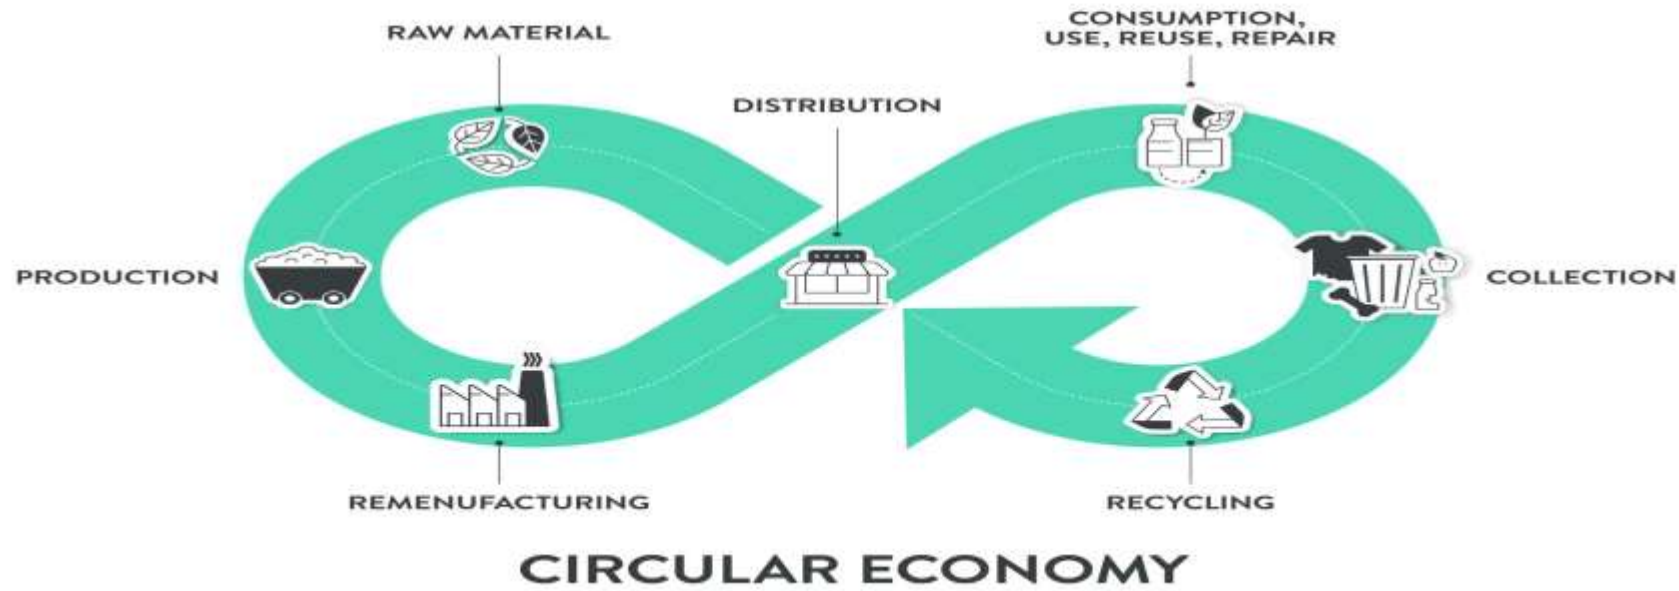 RAW MATERIAL
CONSUMPTION,
USE, REUSE, REPAIR
DISTRIBUTION
PRODUCTION
COLLECTION
REMENUFACTURING
RECYCLING
CIRCULAR ECONOMY